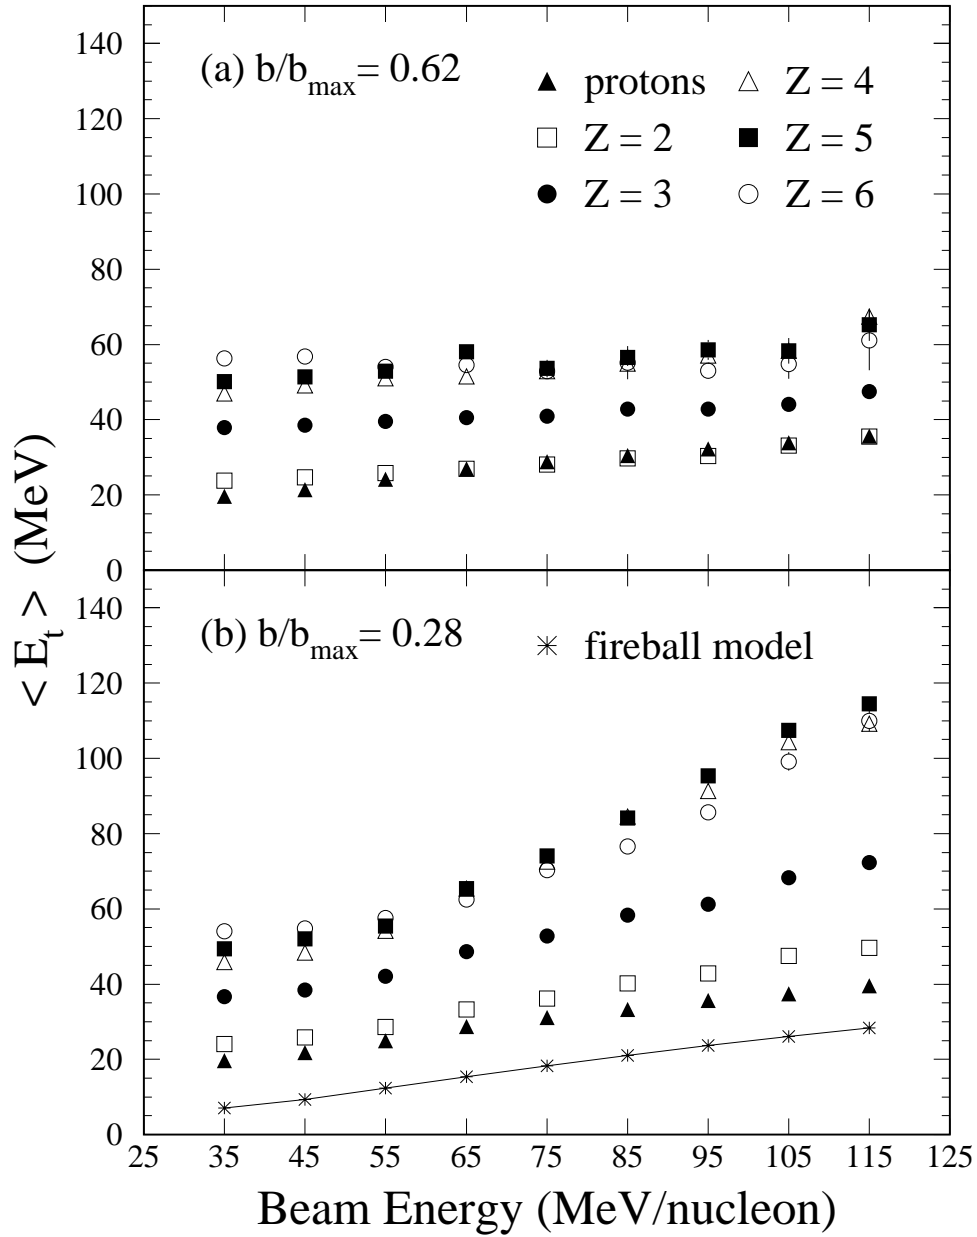 (a) b/b_max = 0.62
protons
Z = 4
Z = 2
Z = 5
Z = 3
Z = 6
140
120
100
80
60
40
20
0
< E_t > (MeV)
(b) b/b_max = 0.28
fireball model
140
120
100
80
60
40
20
0
25 35 45 55 65 75 85 95 105 115 125
Beam Energy (MeV/nucleon)